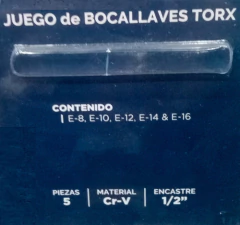 JUEGO de BOCALLAVES TORX
CONTENIDO
| E-8, E-10, E-12, E-14 & E-16
PIEZAS | MATERIAL | ENCASTRE
5 | Cr-V | 1/2"